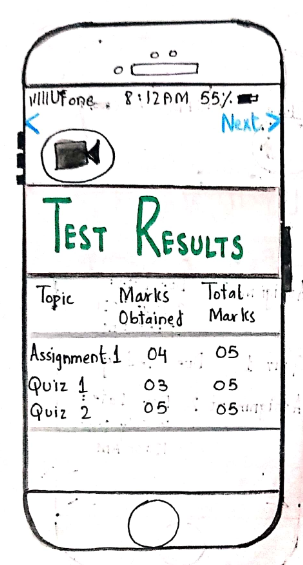 Ufone 8:12AM 55%
< Next >
TEST RESULTS
Topic Marks Obtained Total Marks
Assignment 1 04 05
Quiz 1 03 05
Quiz 2 05 05